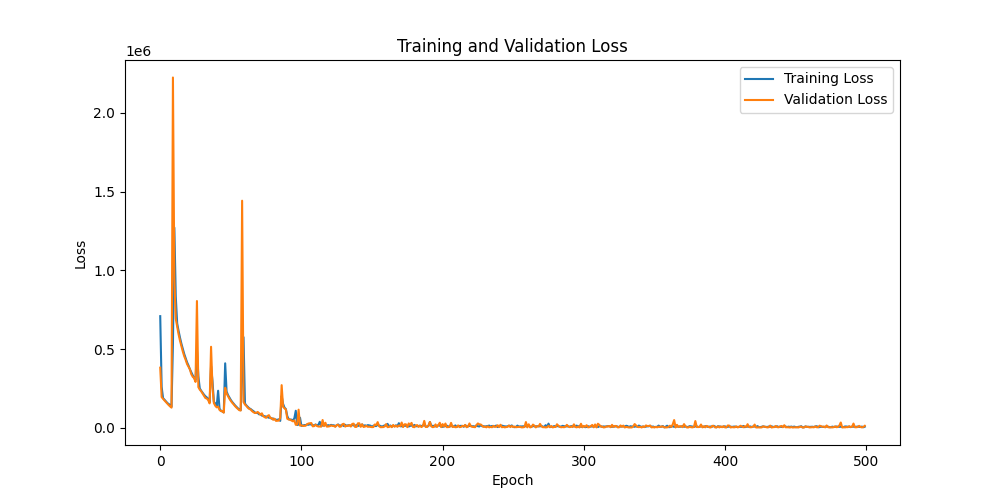 Training and Validation Loss
1e6
Training Loss
Validation Loss
2.0
1.5
1.0
0.5
0.0
Loss
0 100 200 300 400 500
Epoch